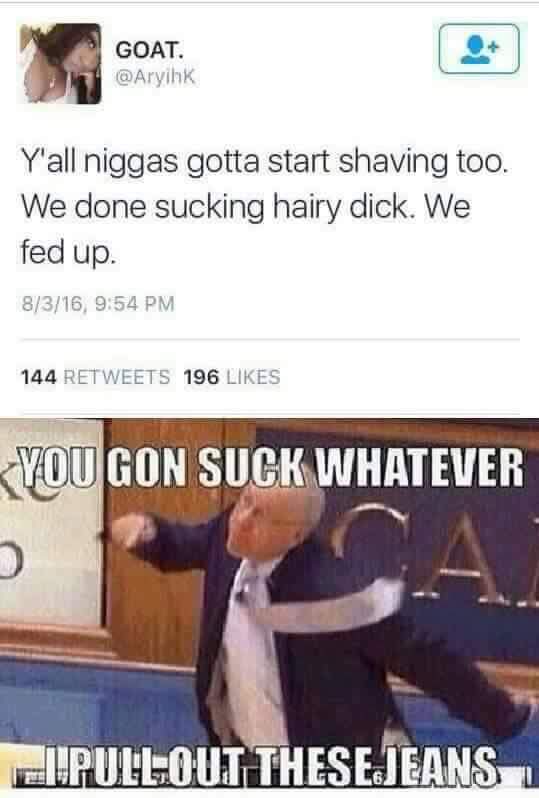 GOAT.
@AryihK
Y'all niggas gotta start shaving too.
We done sucking hairy dick. We
fed up.
8/3/16, 9:54 PM
144 RETWEETS 196 LIKES
YOU GON SUCK WHATEVER
CA
I PULL OUT THESE JEANS